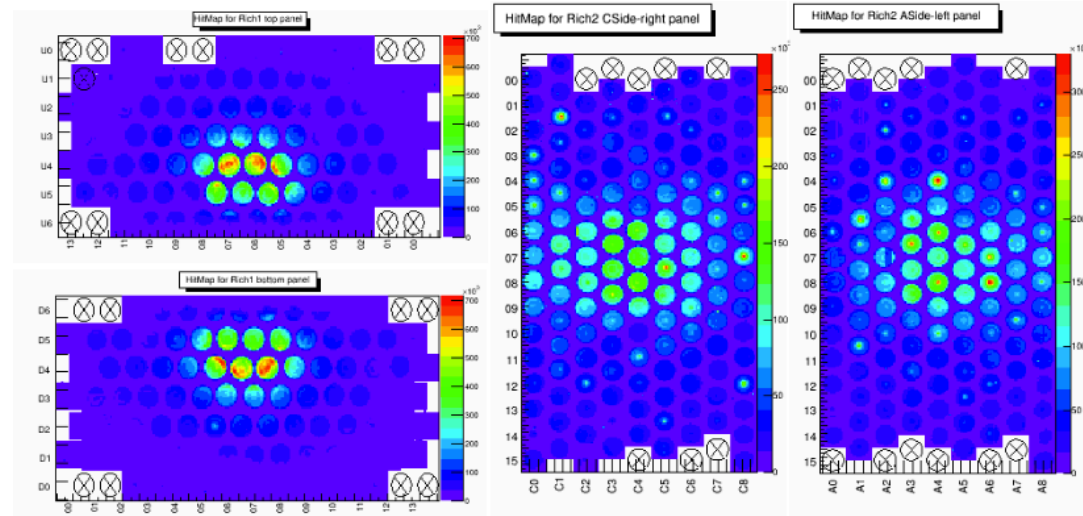 HitMap for Rich1 top panel
×10³
U0
U1
U2
U3
U4
U5
U6
700
600
500
400
300
200
100
0
13 12 11 10 09 08 07 06 05 04 03 02 01 00
HitMap for Rich1 bottom panel
×10³
D6
D5
D4
D3
D2
D1
D0
700
600
500
400
300
200
100
0
00 01 02 03 04 05 06 07 08 09 10 11 12 13
HitMap for Rich2 CSide-right panel
00
01
02
03
04
05
06
07
08
09
10
11
12
13
14
15
250
200
150
100
50
0
C0 C1 C2 C3 C4 C5 C6 C7 C8
HitMap for Rich2 ASide-left panel
00
01
02
03
04
05
06
07
08
09
10
11
12
13
14
15
300
250
200
150
100
50
0
A0 A1 A2 A3 A4 A5 A6 A7 A8